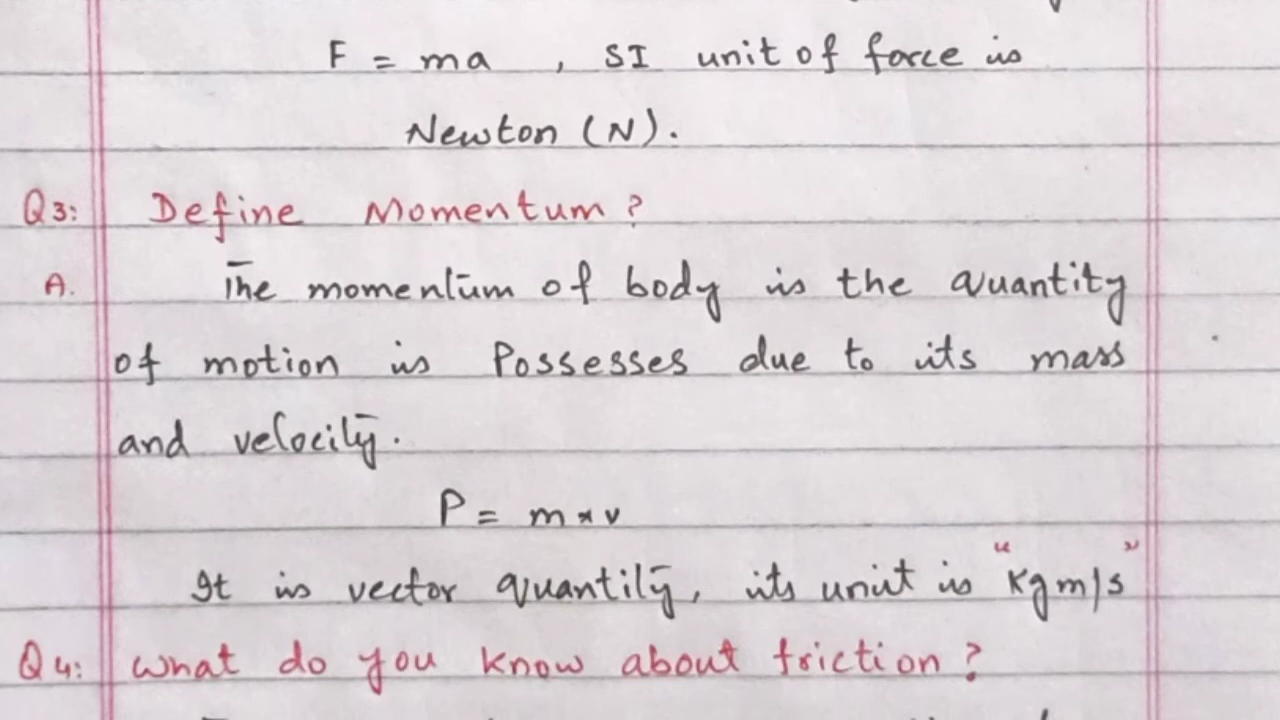 F = ma , SI unit of force is
Newton (N).
Q3: Define Momentum?
A. The momentum of body is the quantity
of motion is Possesses due to its mass
and velocity.
P = m×v
It is vector quantity, its unit is "Kgm/s"
Q4: What do you know about friction?